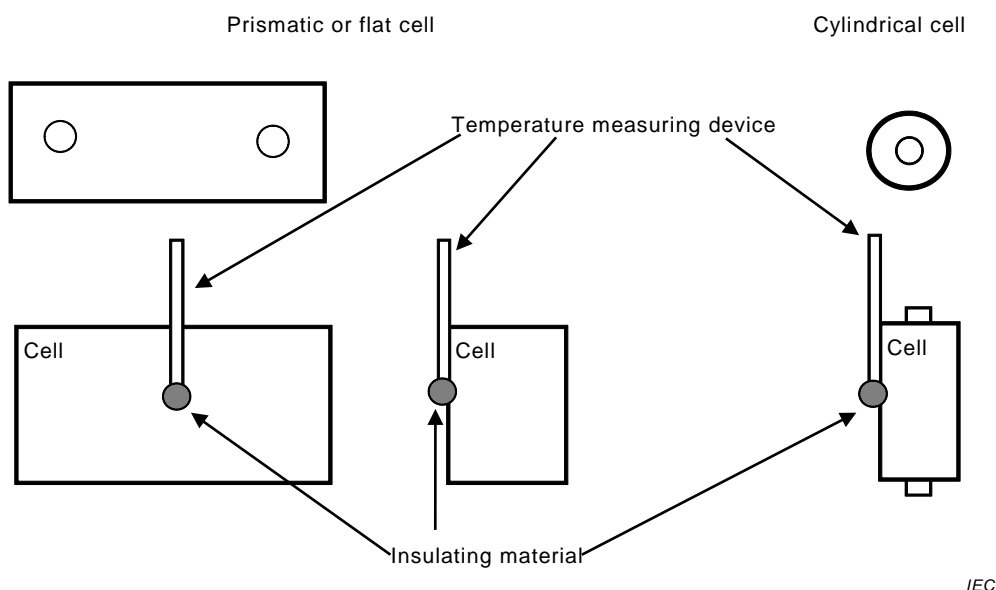 Prismatic or flat cell
Cylindrical cell
Temperature measuring device
Cell
Cell
Cell
Insulating material
IEC